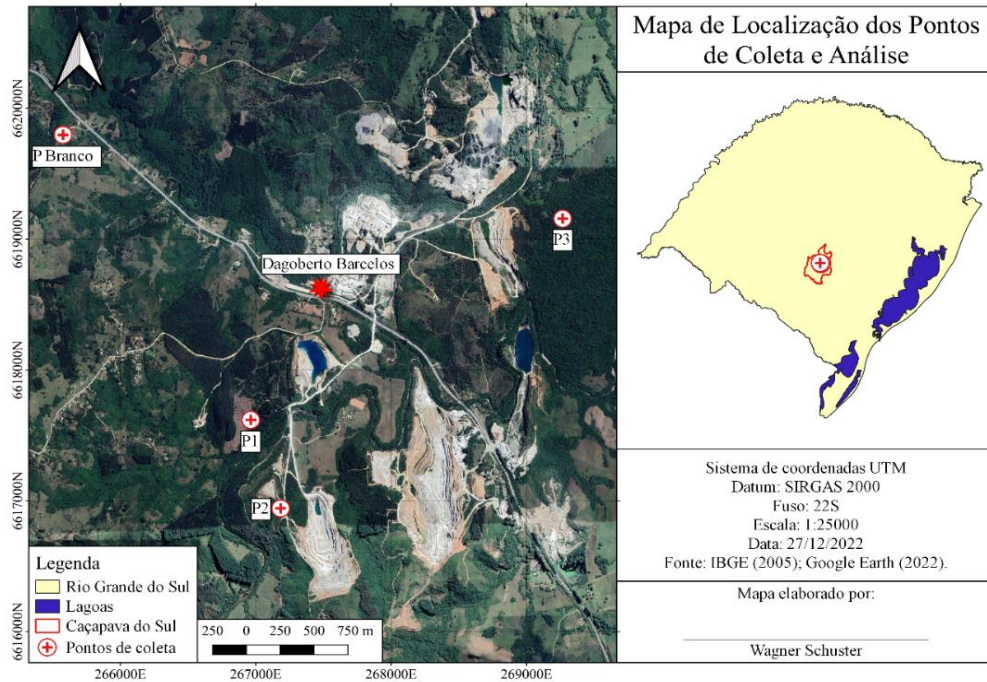 Mapa de Localização dos Pontos
de Coleta e Análise
P Branco
Dagoberto Barcelos
P3
P1
P2
6620000N
6619000N
6618000N
6617000N
6616000N
266000E
267000E
268000E
269000E
Legenda
Rio Grande do Sul
Lagoas
Caçapava do Sul
Pontos de coleta
250 0 250 500 750 m
Sistema de coordenadas UTM
Datum: SIRGAS 2000
Fuso: 22S
Escala: 1:25000
Data: 27/12/2022
Fonte: IBGE (2005); Google Earth (2022).
Mapa elaborado por:
Wagner Schuster